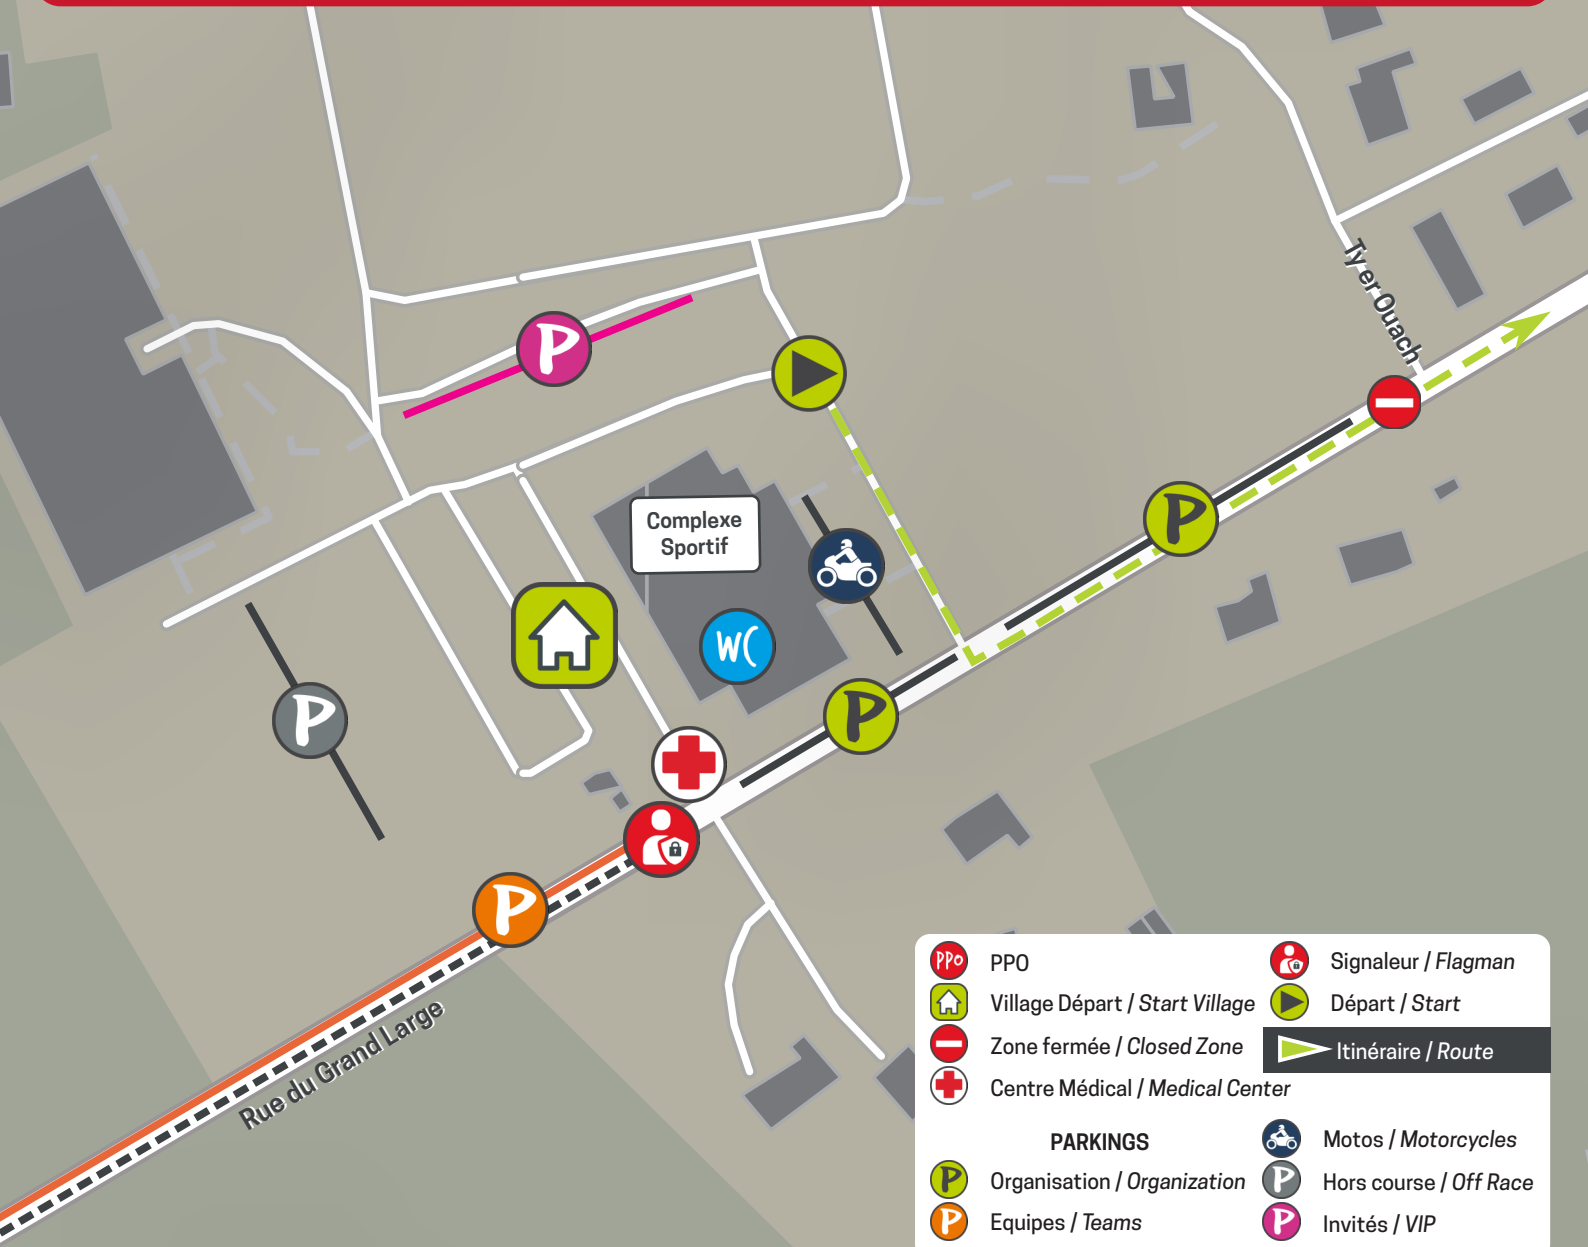 P
Ty er Ouach
Complexe
Sportif
P
WC
P
P
P
Rue du Grand Large
PPO
PPO
Signaleur / Flagman
Village Départ / Start Village
Départ / Start
Zone fermée / Closed Zone
Itinéraire / Route
Centre Médical / Medical Center
PARKINGS
Motos / Motorcycles
P
Organisation / Organization
P
Hors course / Off Race
P
Equipes / Teams
P
Invités / VIP